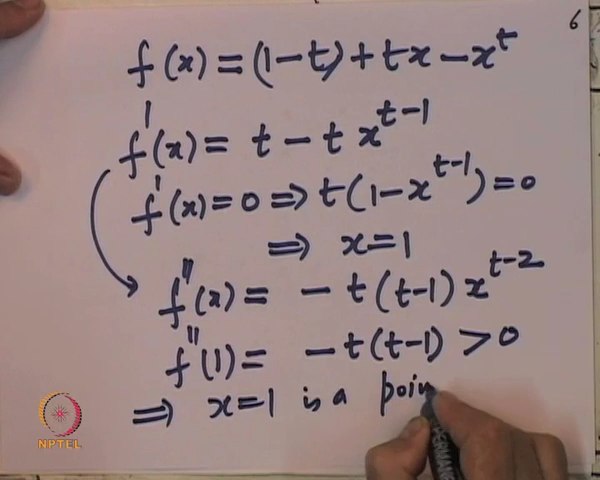 6
f(x) = (1-t) + tx - x^t
f'(x) = t - t x^{t-1}
f'(x) = 0 ⇒ t(1 - x^{t-1}) = 0
⇒ x = 1
f''(x) = - t(t-1) x^{t-2}
f''(1) = - t(t-1) > 0
⇒ x = 1 is a poin
NPTEL